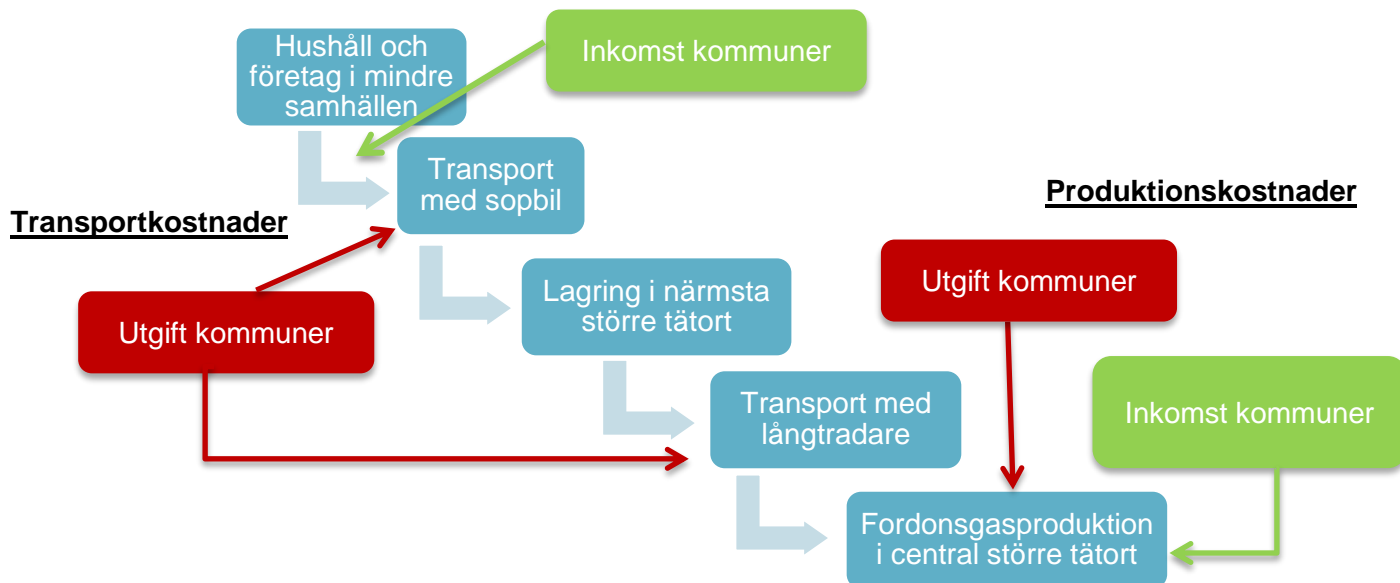 Hushåll och
företag i mindre
samhällen
Inkomst kommuner
Transport
med sopbil
Produktionskostnader
Transportkostnader
Utgift kommuner
Lagring i närmsta
större tätort
Utgift kommuner
Transport med
långtradare
Inkomst kommuner
Fordonsgasproduktion
i central större tätort